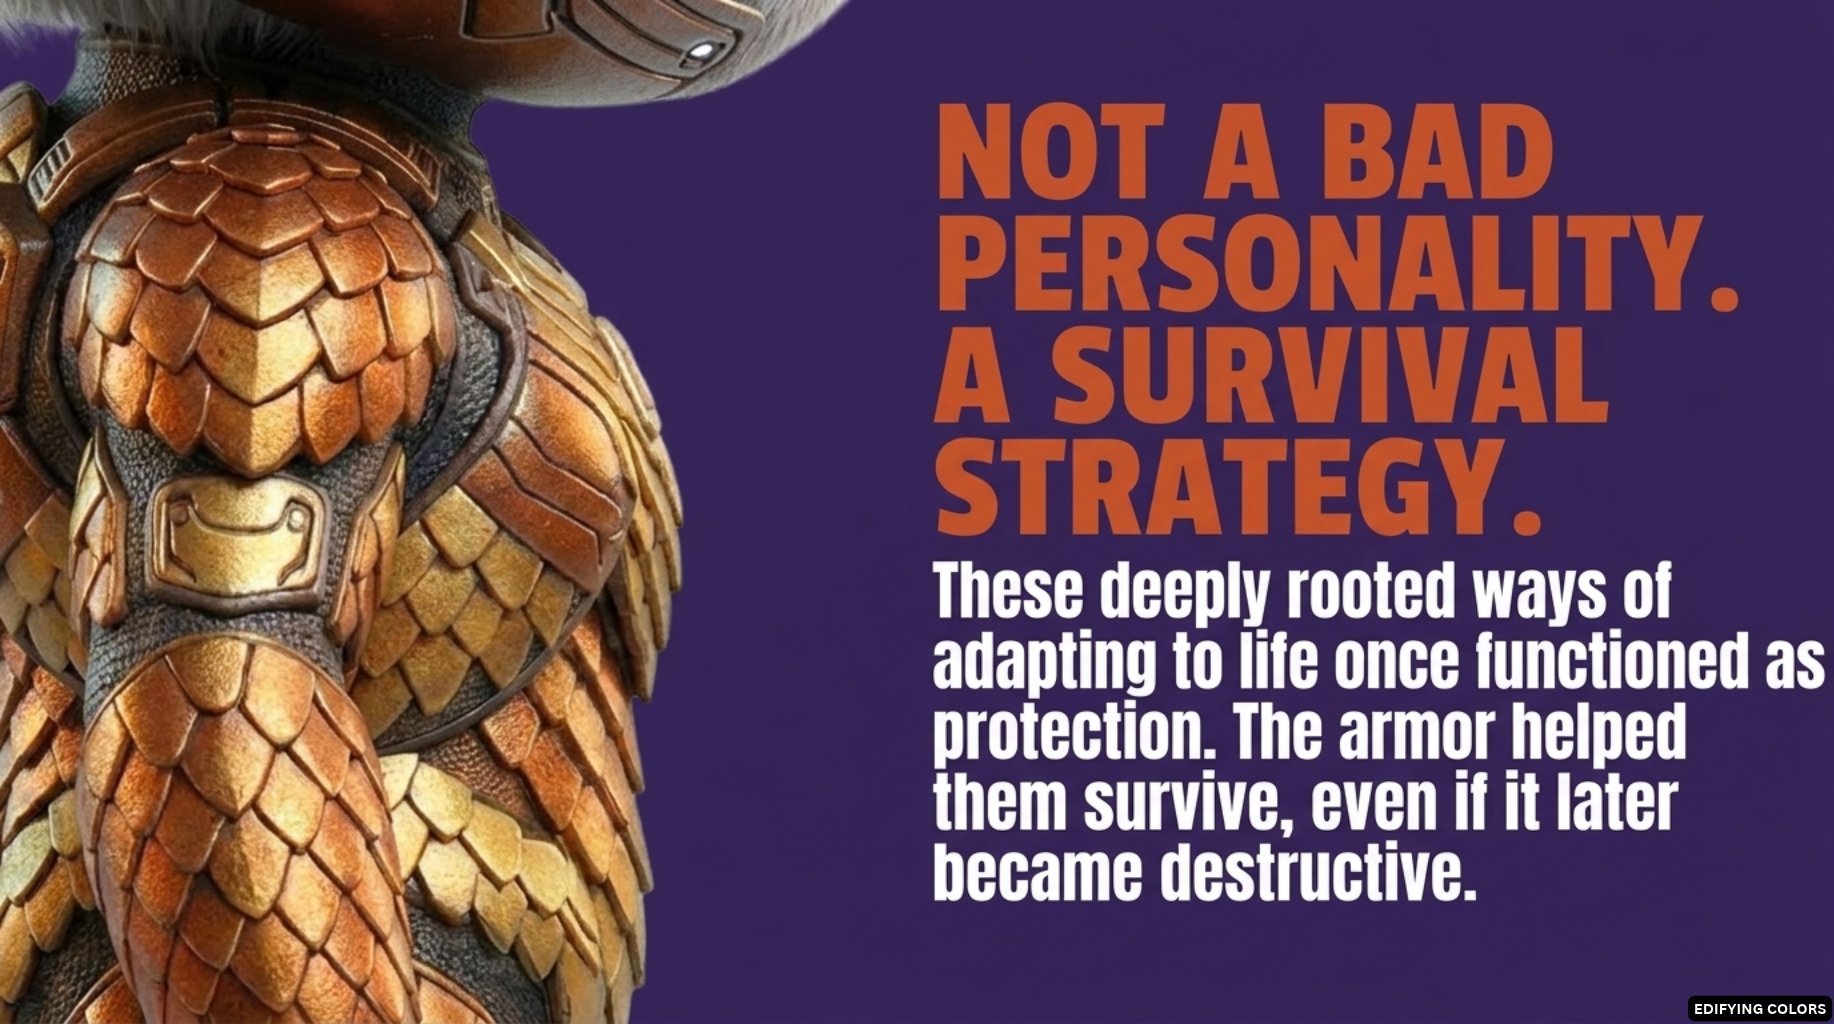 NOT A BAD
PERSONALITY.
A SURVIVAL
STRATEGY.
These deeply rooted ways of
adapting to life once functioned as
protection. The armor helped
them survive, even if it later
became destructive.
EDIFYING COLORS